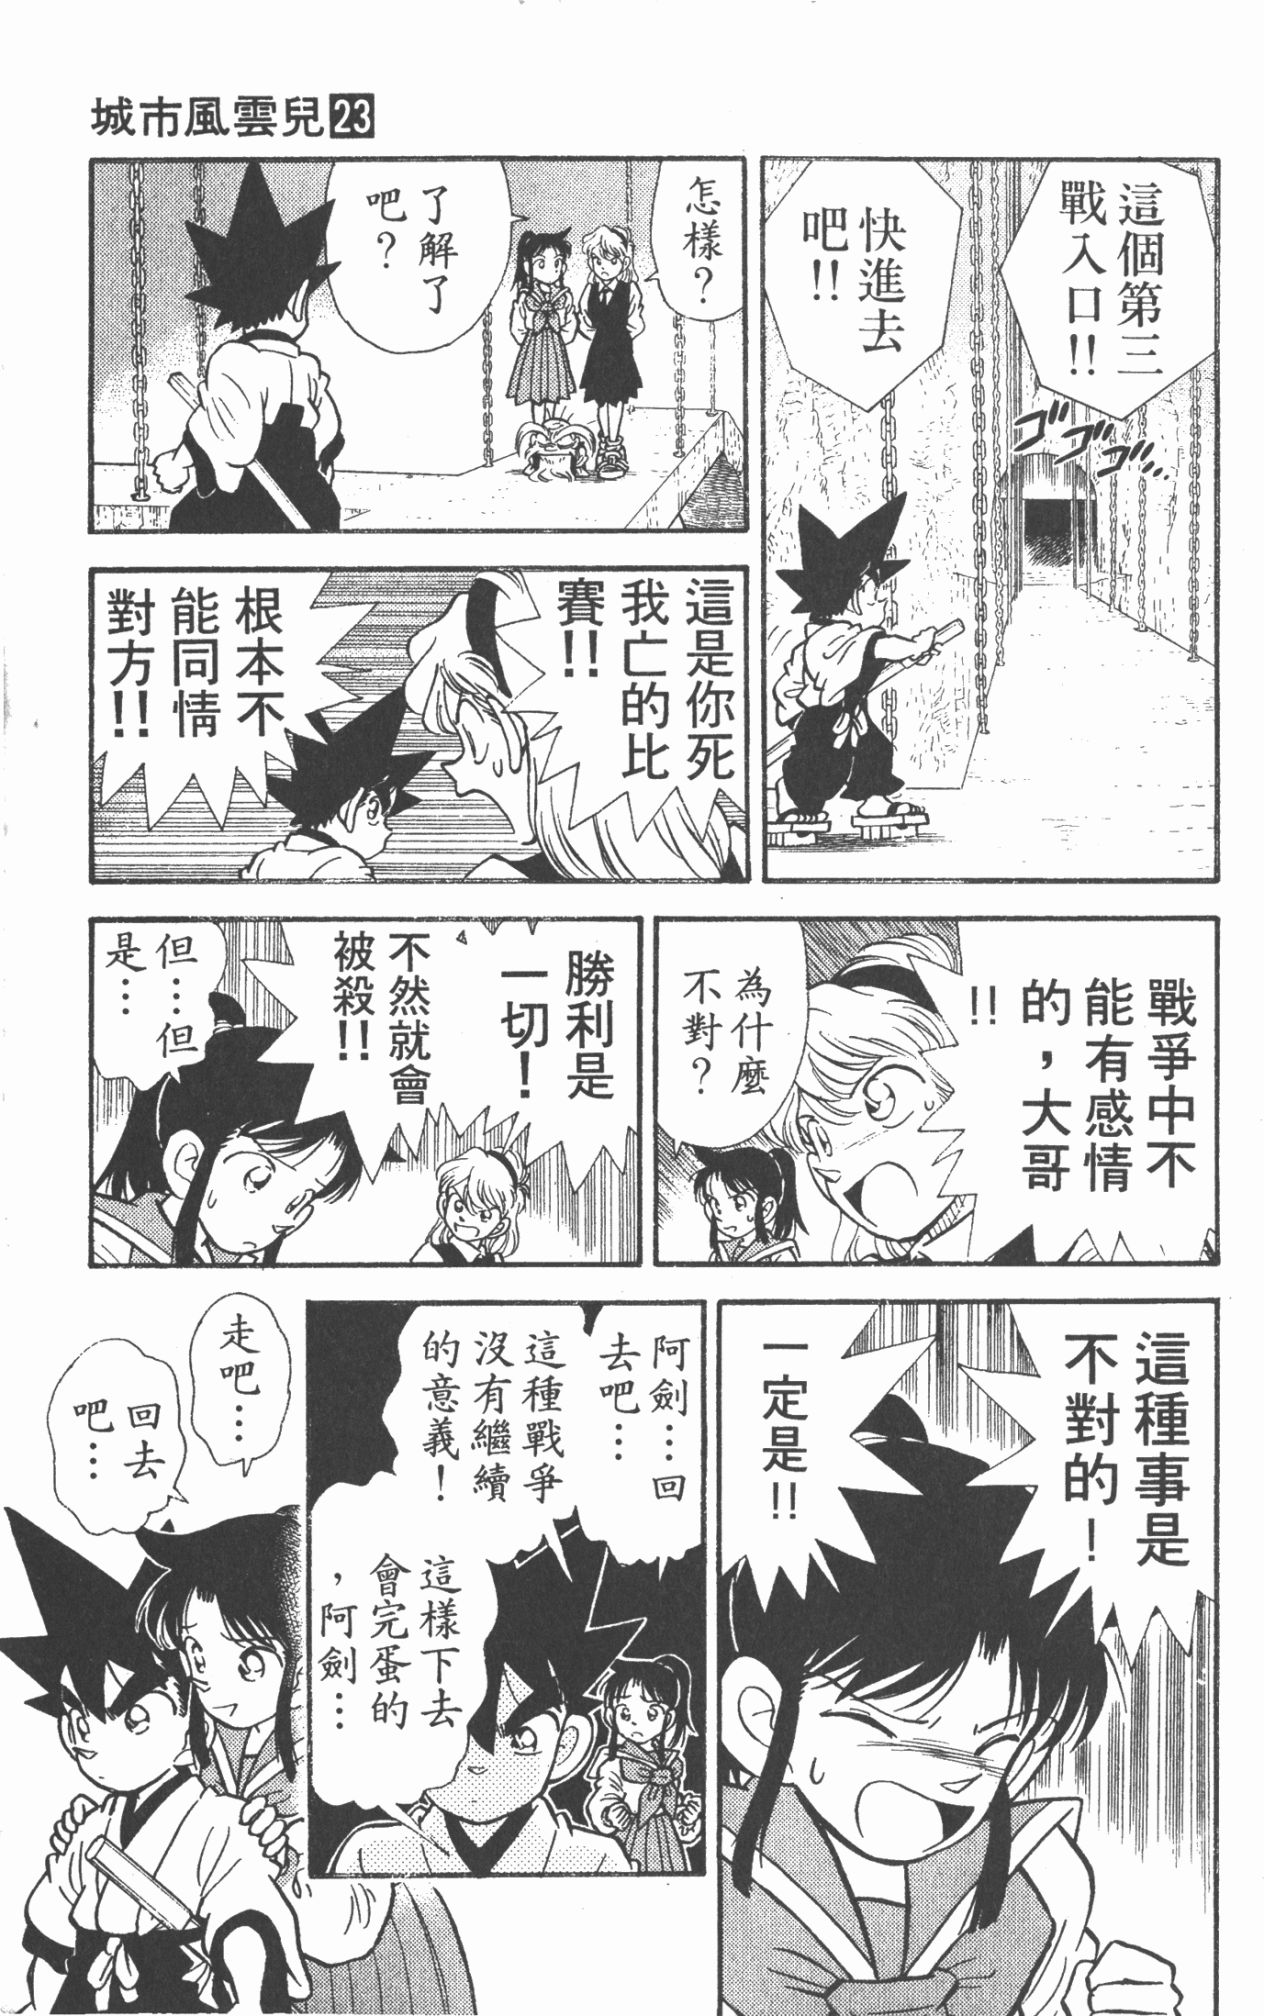 城市風雲兒23
這個第三
戰入口!!
快進去
吧!!
ゴゴゴ…
怎樣？
了解了
吧？
這是你死
我亡的比
賽!!
根本不
能同情
對方!!
戰爭中不
能有感情
的，大哥
!!
為什麼
不對？
勝利是
一切！
不然就會
被殺!!
但…但
是…
這種事是
不對的！
一定是!!
阿劍…回
去吧…
這種戰爭
沒有繼續
的意義！
這樣下去
會完蛋的
，阿劍…
走吧…
回去
吧…